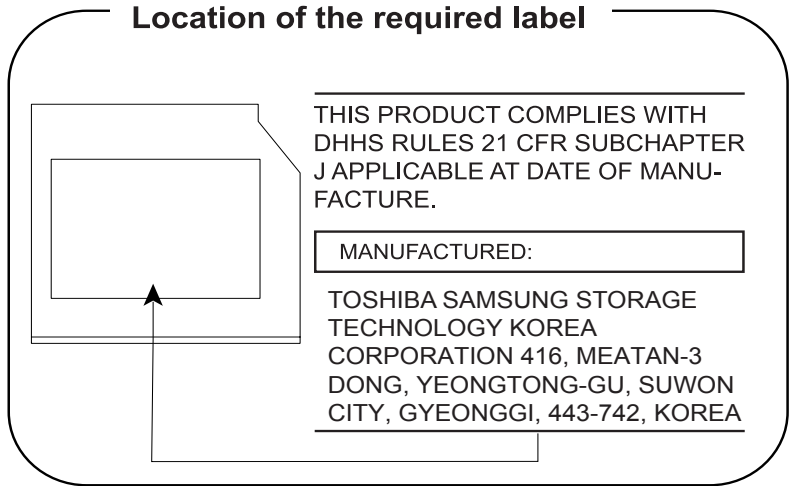 Location of the required label
THIS PRODUCT COMPLIES WITH
DHHS RULES 21 CFR SUBCHAPTER
J APPLICABLE AT DATE OF MANU-
FACTURE.
MANUFACTURED:
TOSHIBA SAMSUNG STORAGE
TECHNOLOGY KOREA
CORPORATION 416, MEATAN-3
DONG, YEONGTONG-GU, SUWON
CITY, GYEONGGI, 443-742, KOREA